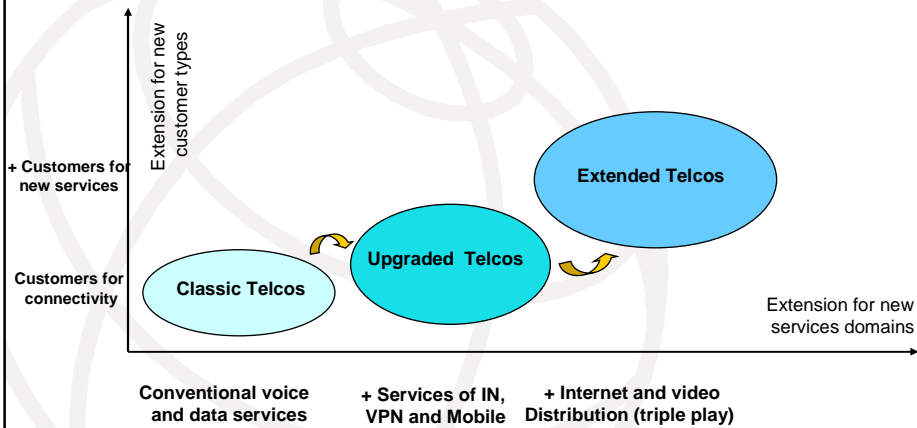 Extension for new
customer types
+ Customers for
new services
Customers for
connectivity
Classic Telcos
Upgraded Telcos
Extended Telcos
Extension for new
services domains
Conventional voice
and data services
+ Services of IN,
VPN and Mobile
+ Internet and video
Distribution (triple play)